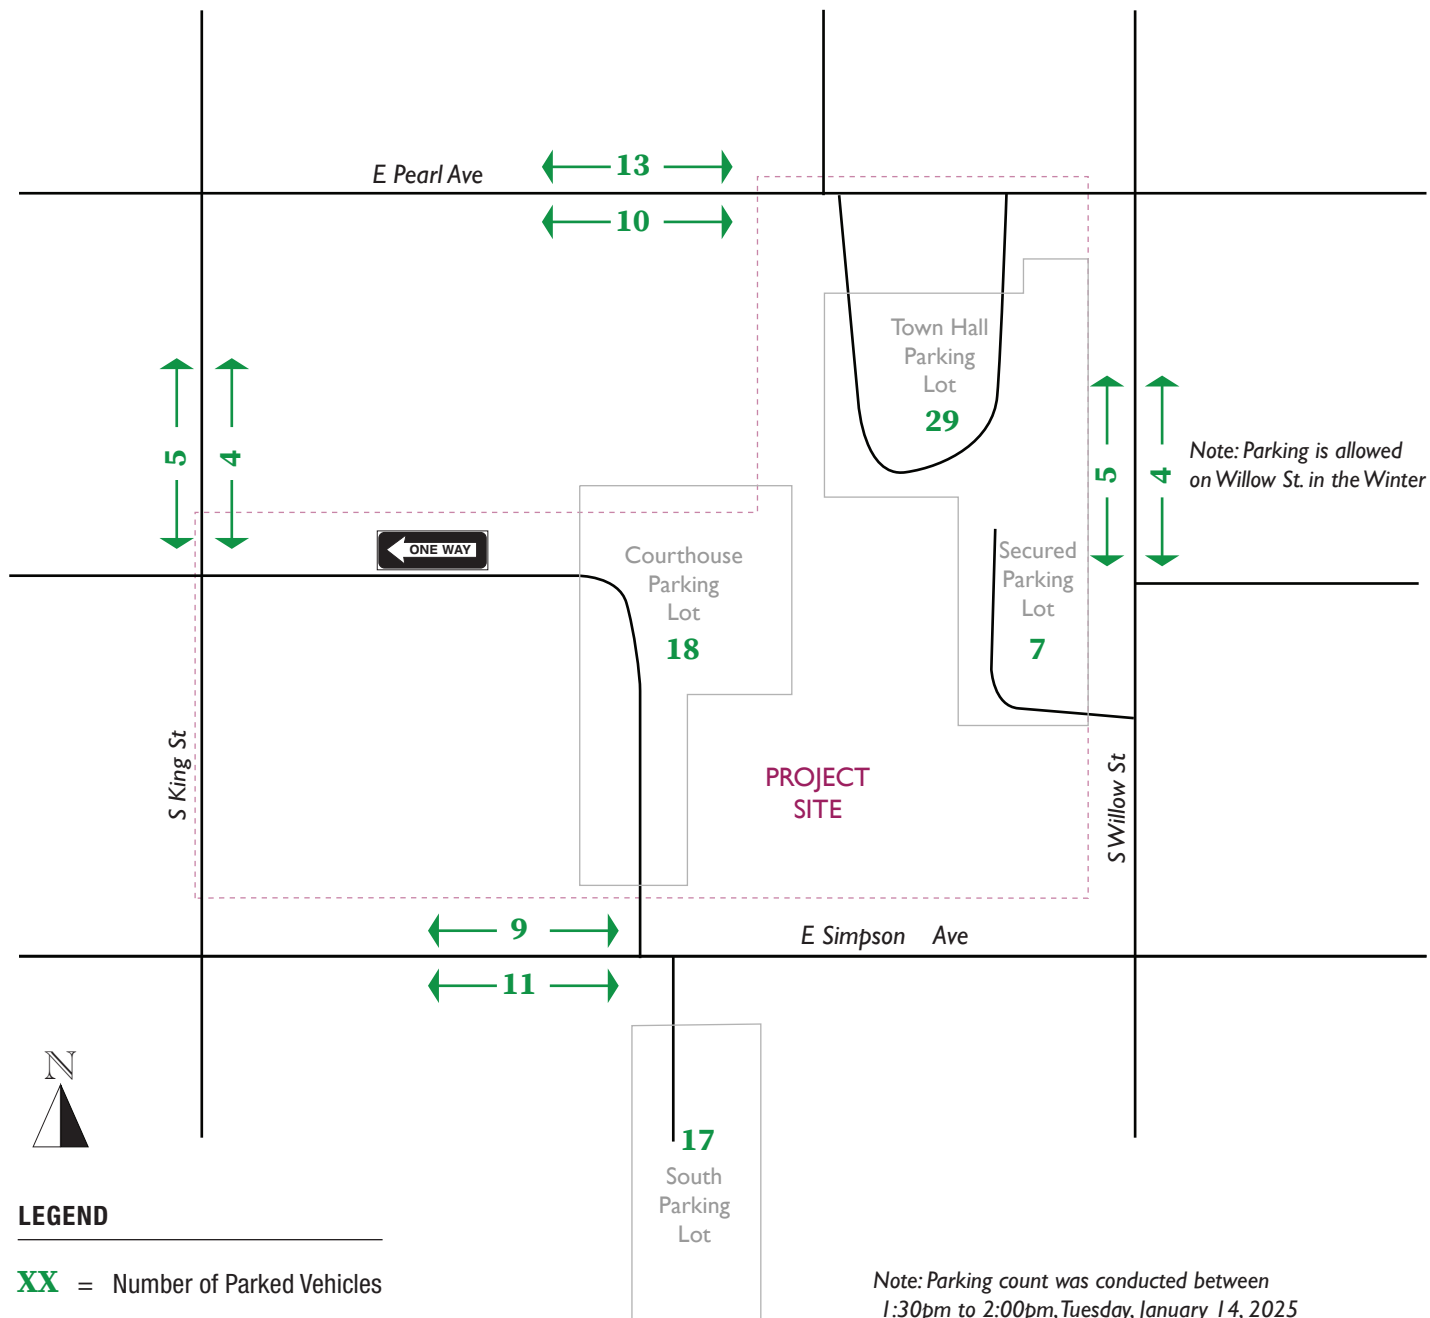 E Pearl Ave
13
10
Town Hall
Parking
Lot
29
5
4
5
4
Note: Parking is allowed
on Willow St. in the Winter
ONE WAY
Courthouse
Parking
Lot
18
Secured
Parking
Lot
7
S King St
PROJECT
SITE
S Willow St
9
E Simpson Ave
11
N
17
South
Parking
Lot
LEGEND
XX = Number of Parked Vehicles
Note: Parking count was conducted between
1:30pm to 2:00pm, Tuesday, January 14, 2025